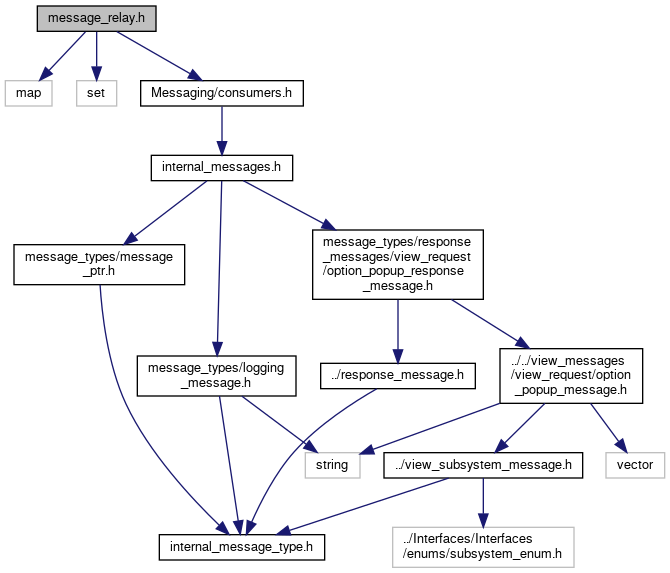 message_relay.h
map
set
Messaging/consumers.h
internal_messages.h
message_types/message
_ptr.h
message_types/response
_messages/view_request
/option_popup_response
_message.h
message_types/logging
_message.h
../response_message.h
../../view_messages
/view_request/option
_popup_message.h
string
../view_subsystem_message.h
vector
internal_message_type.h
../Interfaces/Interfaces
/enums/subsystem_enum.h